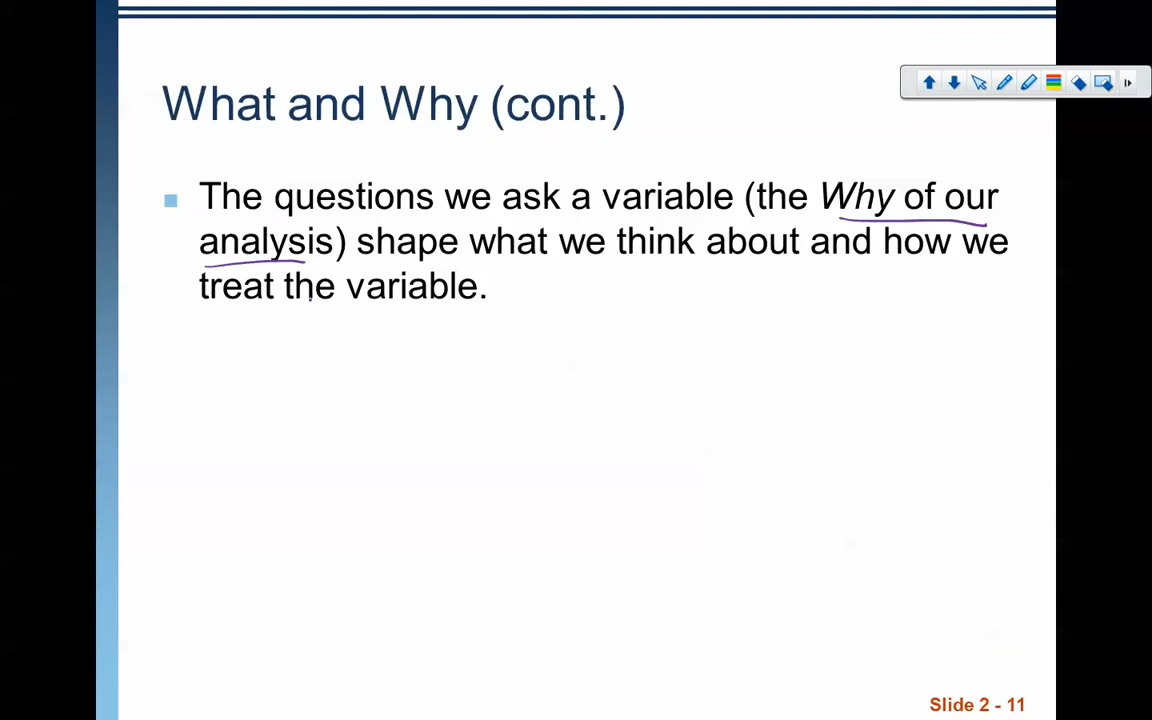 What and Why (cont.)
The questions we ask a variable (the Why of our
analysis) shape what we think about and how we
treat the variable.
Slide 2 - 11